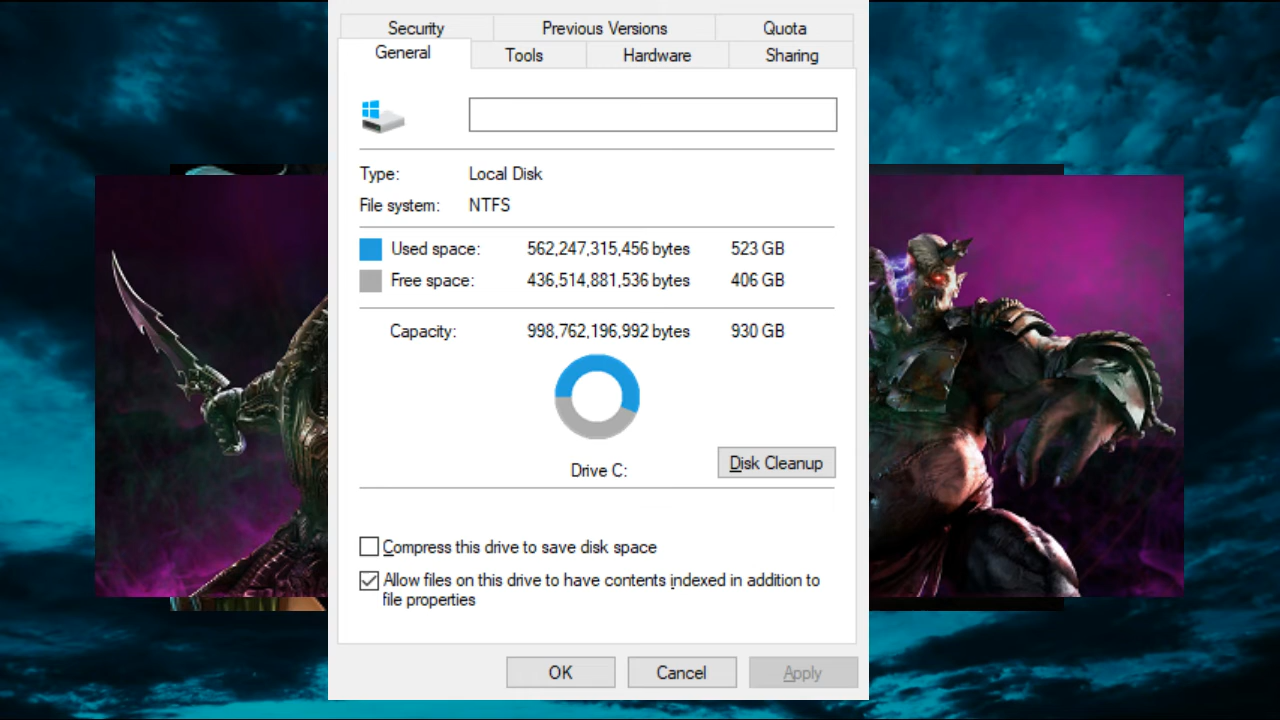 Security Previous Versions Quota
General Tools Hardware Sharing
Type: Local Disk
File system: NTFS
Used space: 562,247,315,456 bytes 523 GB
Free space: 436,514,881,536 bytes 406 GB
Capacity: 998,762,196,992 bytes 930 GB
Drive C: Disk Cleanup
Compress this drive to save disk space
Allow files on this drive to have contents indexed in addition to
file properties
OK Cancel Apply